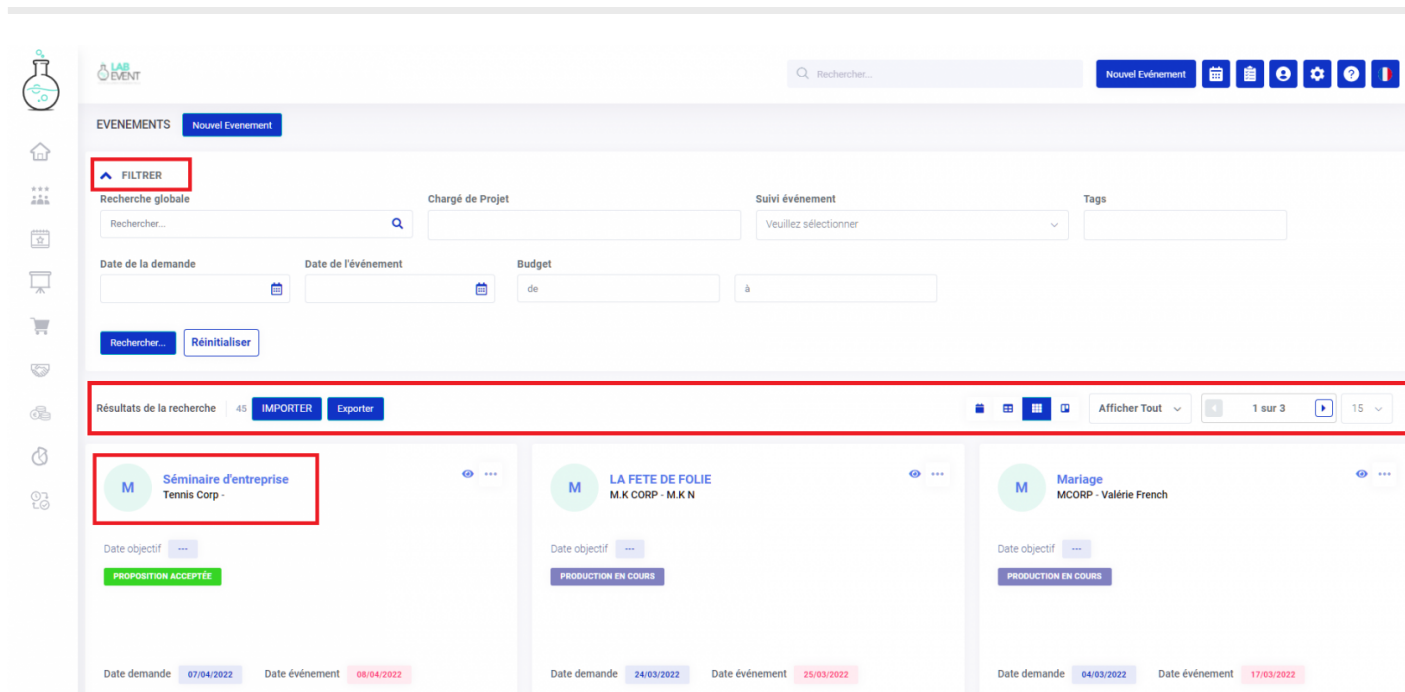 LAB
EVENT
Rechercher...
Nouvel Evénement
EVENEMENTS
Nouvel Evenement
FILTRER
Recherche globale
Chargé de Projet
Suivi événement
Tags
Rechercher...
Veuillez sélectionner
Date de la demande
Date de l'événement
Budget
de
à
Rechercher...
Réinitialiser
Résultats de la recherche
45
IMPORTER
Exporter
Afficher Tout
1 sur 3
15
M
Séminaire d'entreprise
Tennis Corp -
M
LA FETE DE FOLIE
M.K CORP - M.K N
M
Mariage
MCORP - Valérie French
Date objectif ---
Date objectif ---
Date objectif ---
PROPOSITION ACCEPTÉE
PRODUCTION EN COURS
PRODUCTION EN COURS
Date demande 07/04/2022 Date événement 08/04/2022
Date demande 24/03/2022 Date événement 25/03/2022
Date demande 04/03/2022 Date événement 17/03/2022